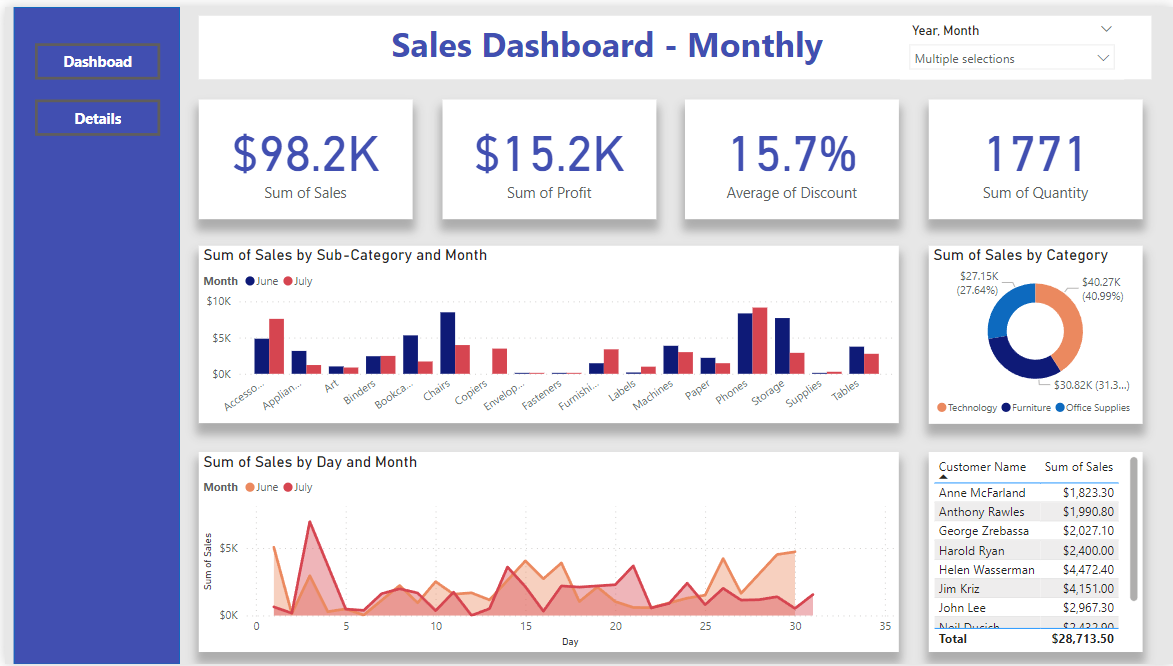 Dashboad
Details
Sales Dashboard - Monthly
Year, Month
Multiple selections
$98.2K
Sum of Sales
$15.2K
Sum of Profit
15.7%
Average of Discount
1771
Sum of Quantity
Sum of Sales by Sub-Category and Month
Month June July
$10K
$5K
$0K
Accesso...
Applian...
Art
Binders
Bookca...
Chairs
Copiers
Envelop...
Fasteners
Furnishi...
Labels
Machines
Paper
Phones
Storage
Supplies
Tables
Sum of Sales by Category
$27.15K
(27.64%)
$40.27K
(40.99%)
$30.82K (31.3...)
Technology Furniture Office Supplies
Sum of Sales by Day and Month
Month June July
Sum of Sales
$5K
$0K
0 5 10 15 20 25 30 35
Day
Customer Name Sum of Sales
Anne McFarland $1,823.30
Anthony Rawles $1,990.80
George Zrebassa $2,027.10
Harold Ryan $2,400.00
Helen Wasserman $4,472.40
Jim Kriz $4,151.00
John Lee $2,967.30
Total $28,713.50